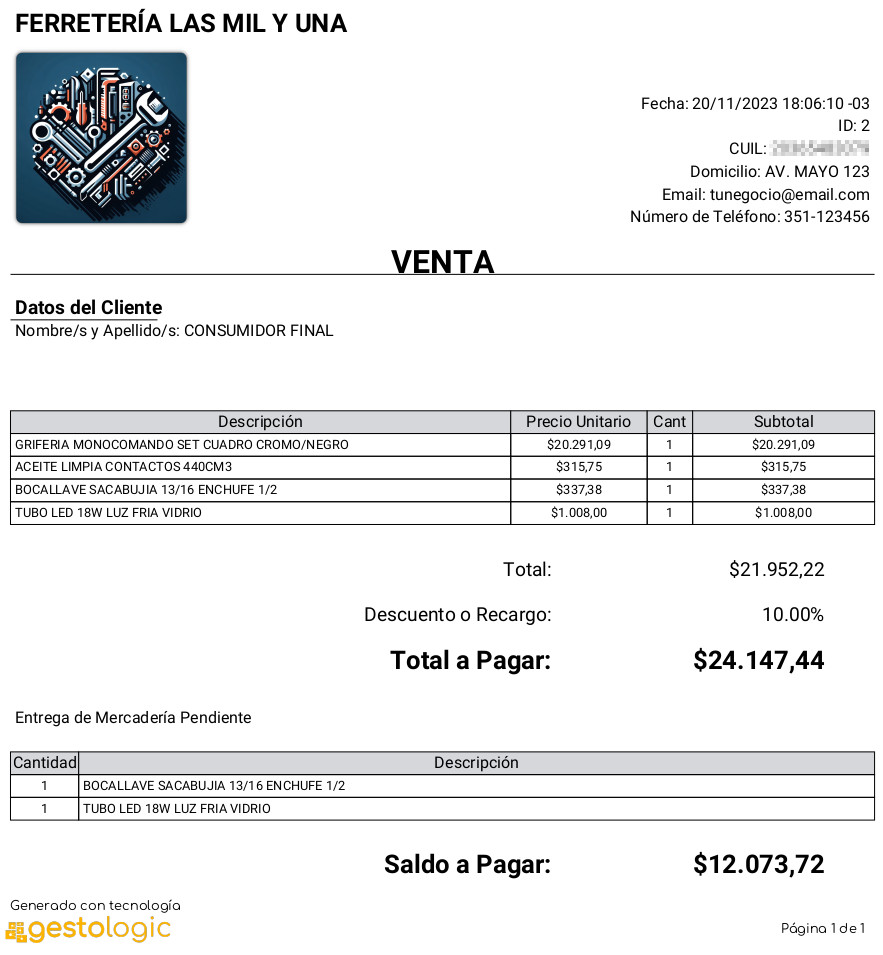 FERRETERÍA LAS MIL Y UNA
Fecha: 20/11/2023 18:06:10 -03
ID: 2
CUIL:
Domicilio: AV. MAYO 123
Email: tunegocio@email.com
Número de Teléfono: 351-123456
VENTA
Datos del Cliente
Nombre/s y Apellido/s: CONSUMIDOR FINAL
Descripción Precio Unitario Cant Subtotal
GRIFERIA MONOCOMANDO SET CUADRO CROMO/NEGRO $20.291,09 1 $20.291,09
ACEITE LIMPIA CONTACTOS 440CM3 $315,75 1 $315,75
BOCALLAVE SACABUJIA 13/16 ENCHUFE 1/2 $337,38 1 $337,38
TUBO LED 18W LUZ FRIA VIDRIO $1.008,00 1 $1.008,00
Total: $21.952,22
Descuento o Recargo: 10.00%
Total a Pagar: $24.147,44
Entrega de Mercadería Pendiente
Cantidad Descripción
1 BOCALLAVE SACABUJIA 13/16 ENCHUFE 1/2
1 TUBO LED 18W LUZ FRIA VIDRIO
Saldo a Pagar: $12.073,72
Generado con tecnología
gestologic
Página 1 de 1